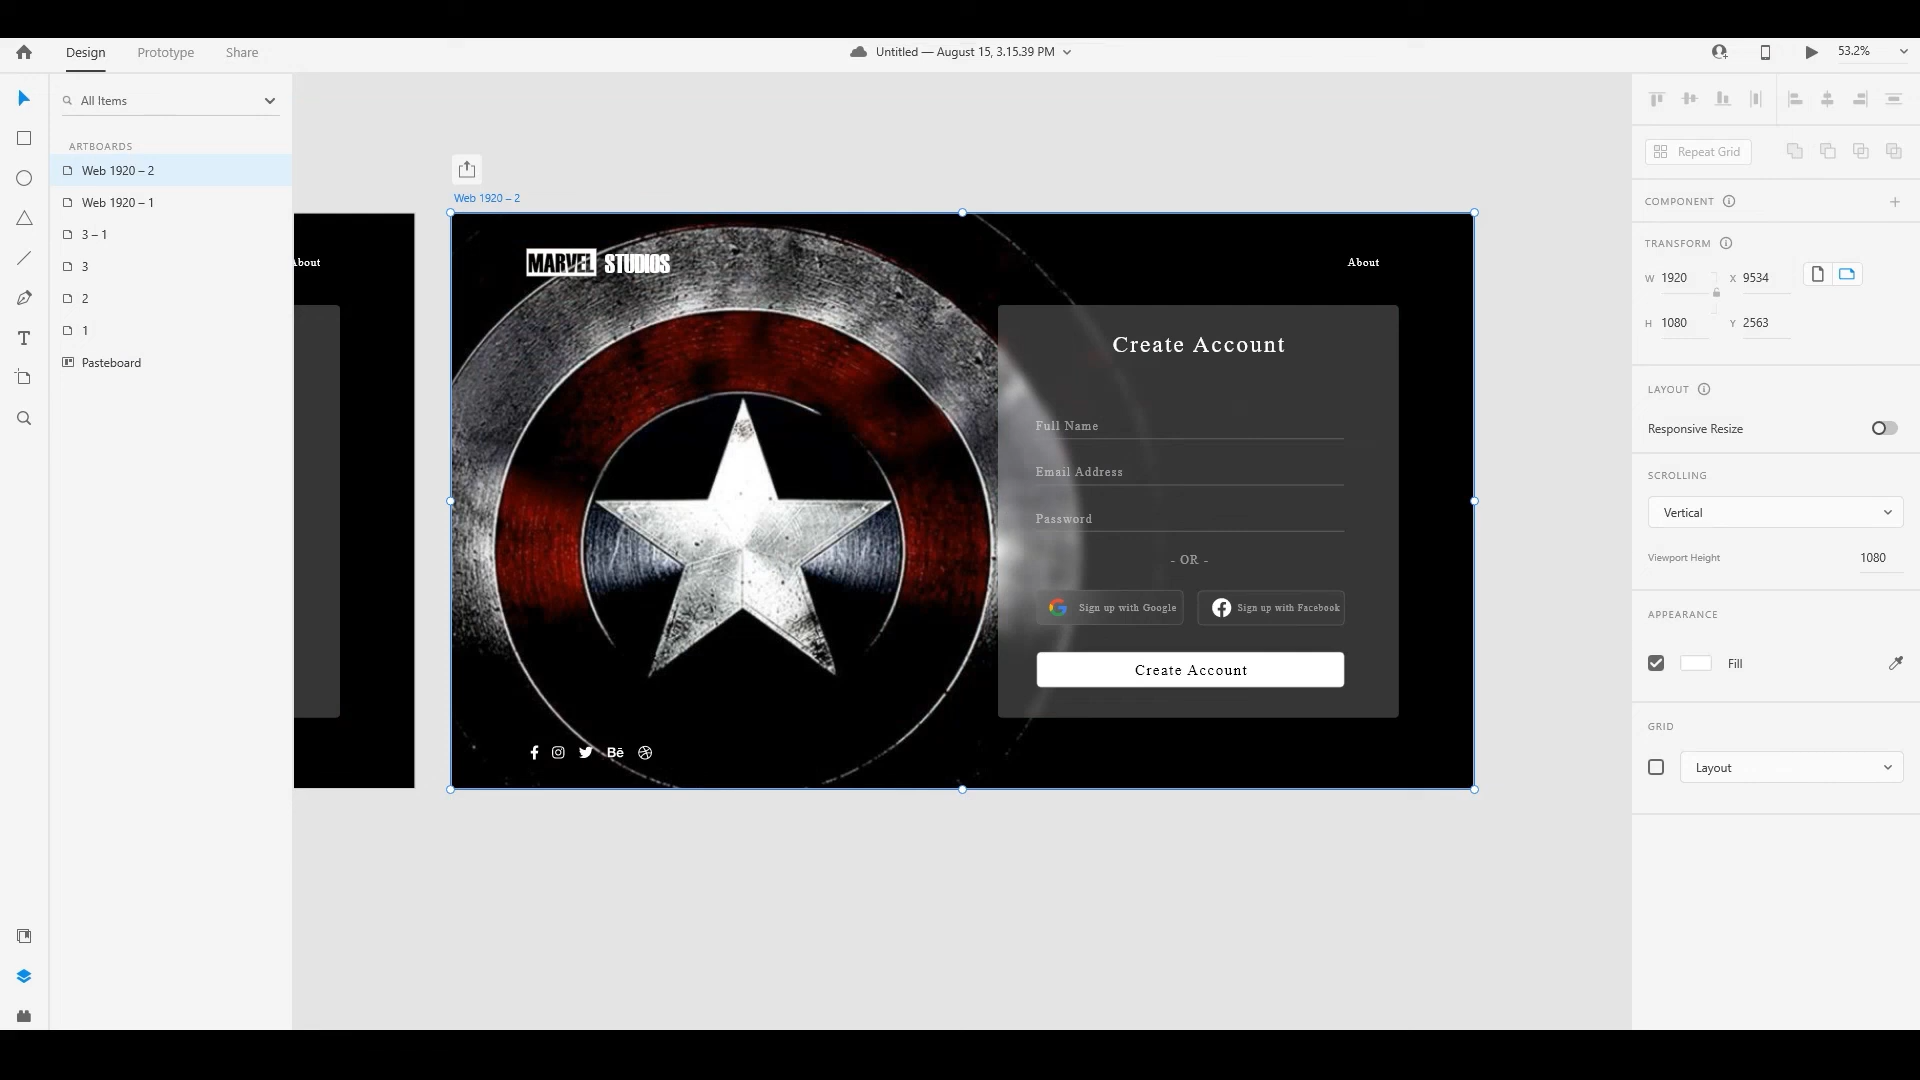 Design Prototype Share Untitled — August 15, 3.15.39 PM 53.2%
All Items
ARTBOARDS
Web 1920 – 2
Web 1920 – 1
3 – 1
3
2
1
Pasteboard
Web 1920 – 2
About
MARVEL STUDIOS
About
Create Account
Full Name
Email Address
Password
- OR -
Sign up with Google
Sign up with Facebook
Create Account
Bē
Repeat Grid
COMPONENT
TRANSFORM
W 1920 X 9534
H 1080 Y 2563
LAYOUT
Responsive Resize
SCROLLING
Vertical
Viewport Height 1080
APPEARANCE
Fill
GRID
Layout